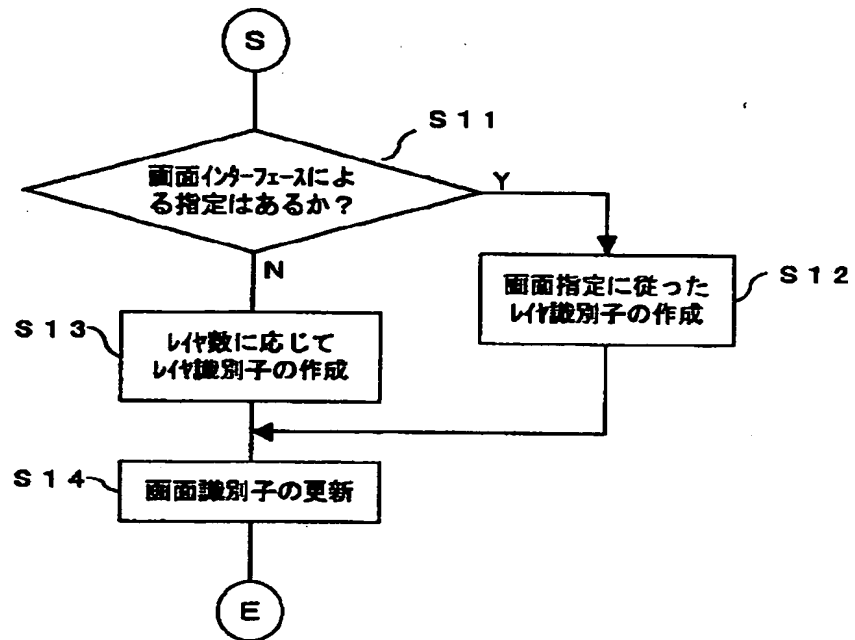 S
S11
画面インターフェースによ
る指定はあるか？
Y
N
画面指定に従った
レイヤ識別子の作成
S12
S13
レイヤ数に応じて
レイヤ識別子の作成
S14
画面識別子の更新
E